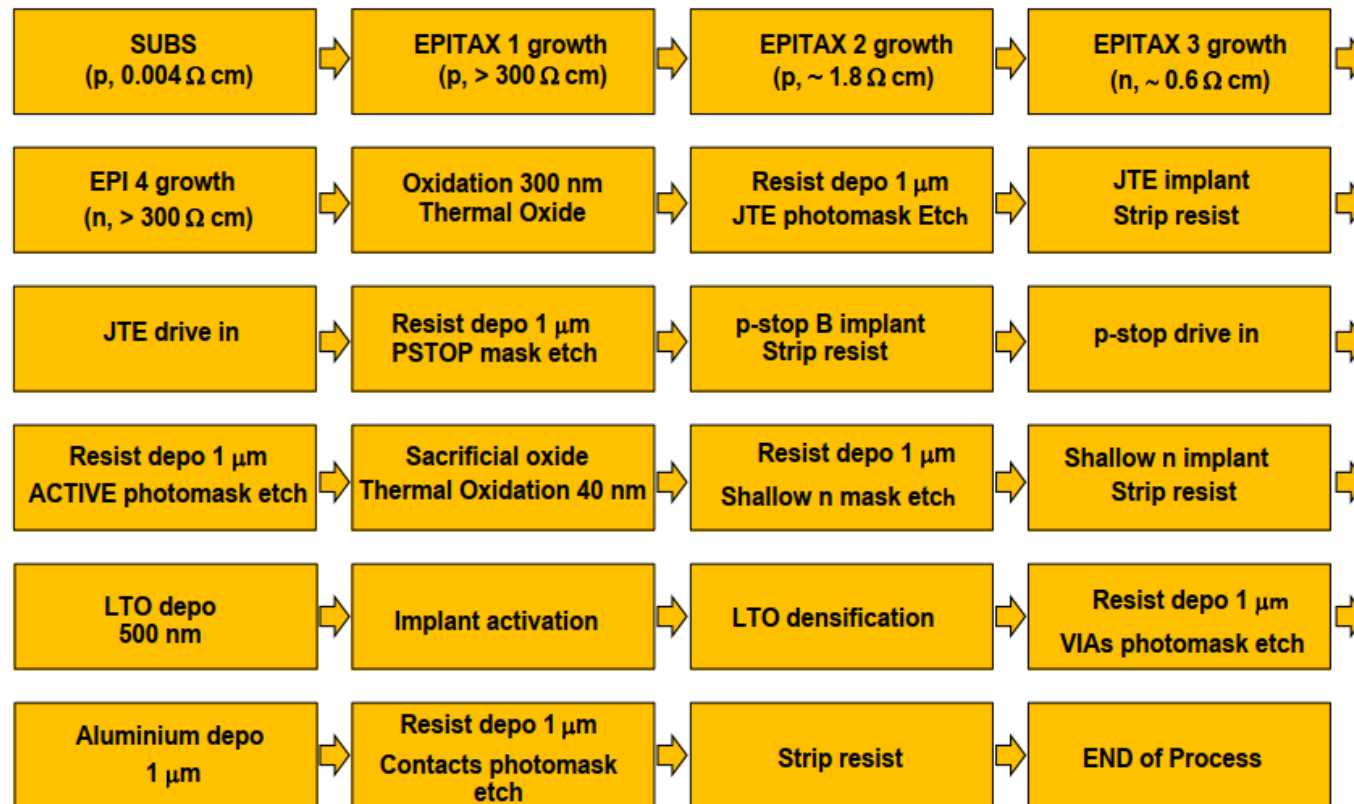 SUBS
(p, 0.004 Ω cm)
EPITAX 1 growth
(p, > 300 Ω cm)
EPITAX 2 growth
(p, ~ 1.8 Ω cm)
EPITAX 3 growth
(n, ~ 0.6 Ω cm)
EPI 4 growth
(n, > 300 Ω cm)
Oxidation 300 nm
Thermal Oxide
Resist depo 1 μm
JTE photomask Etch
JTE implant
Strip resist
JTE drive in
Resist depo 1 μm
PSTOP mask etch
p-stop B implant
Strip resist
p-stop drive in
Resist depo 1 μm
ACTIVE photomask etch
Sacrificial oxide
Thermal Oxidation 40 nm
Resist depo 1 μm
Shallow n mask etch
Shallow n implant
Strip resist
LTO depo
500 nm
Implant activation
LTO densification
Resist depo 1 μm
VIAs photomask etch
Aluminium depo
1 μm
Resist depo 1 μm
Contacts photomask
etch
Strip resist
END of Process